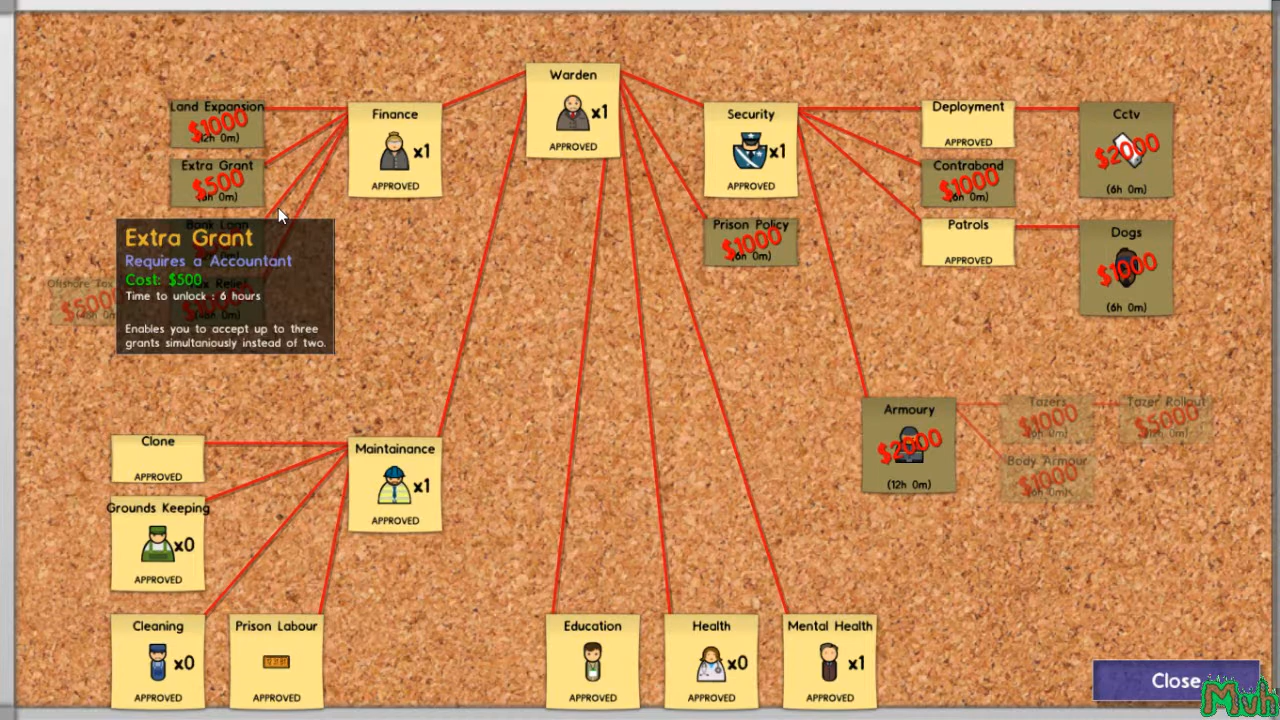 Warden
x1
APPROVED
Land Expansion
$1000
(12h 0m)
Finance
x1
APPROVED
Security
x1
APPROVED
Deployment
APPROVED
Cctv
$2000
(6h 0m)
Extra Grant
$500
Contraband
$1000
Prison Policy
$1000
Patrols
APPROVED
Dogs
$1000
(6h 0m)
Extra Grant
Requires a Accountant
Cost: $500
Time to unlock : 6 hours
Enables you to accept up to three
grants simultaniously instead of two.
Armoury
$2000
(12h 0m)
Tazers
$1000
Tazer Rollout
$5000
Body Armour
$1000
Clone
APPROVED
Maintainance
x1
APPROVED
Grounds Keeping
x0
APPROVED
Cleaning
x0
APPROVED
Prison Labour
APPROVED
Education
APPROVED
Health
x0
APPROVED
Mental Health
x1
APPROVED
Close
Mvh